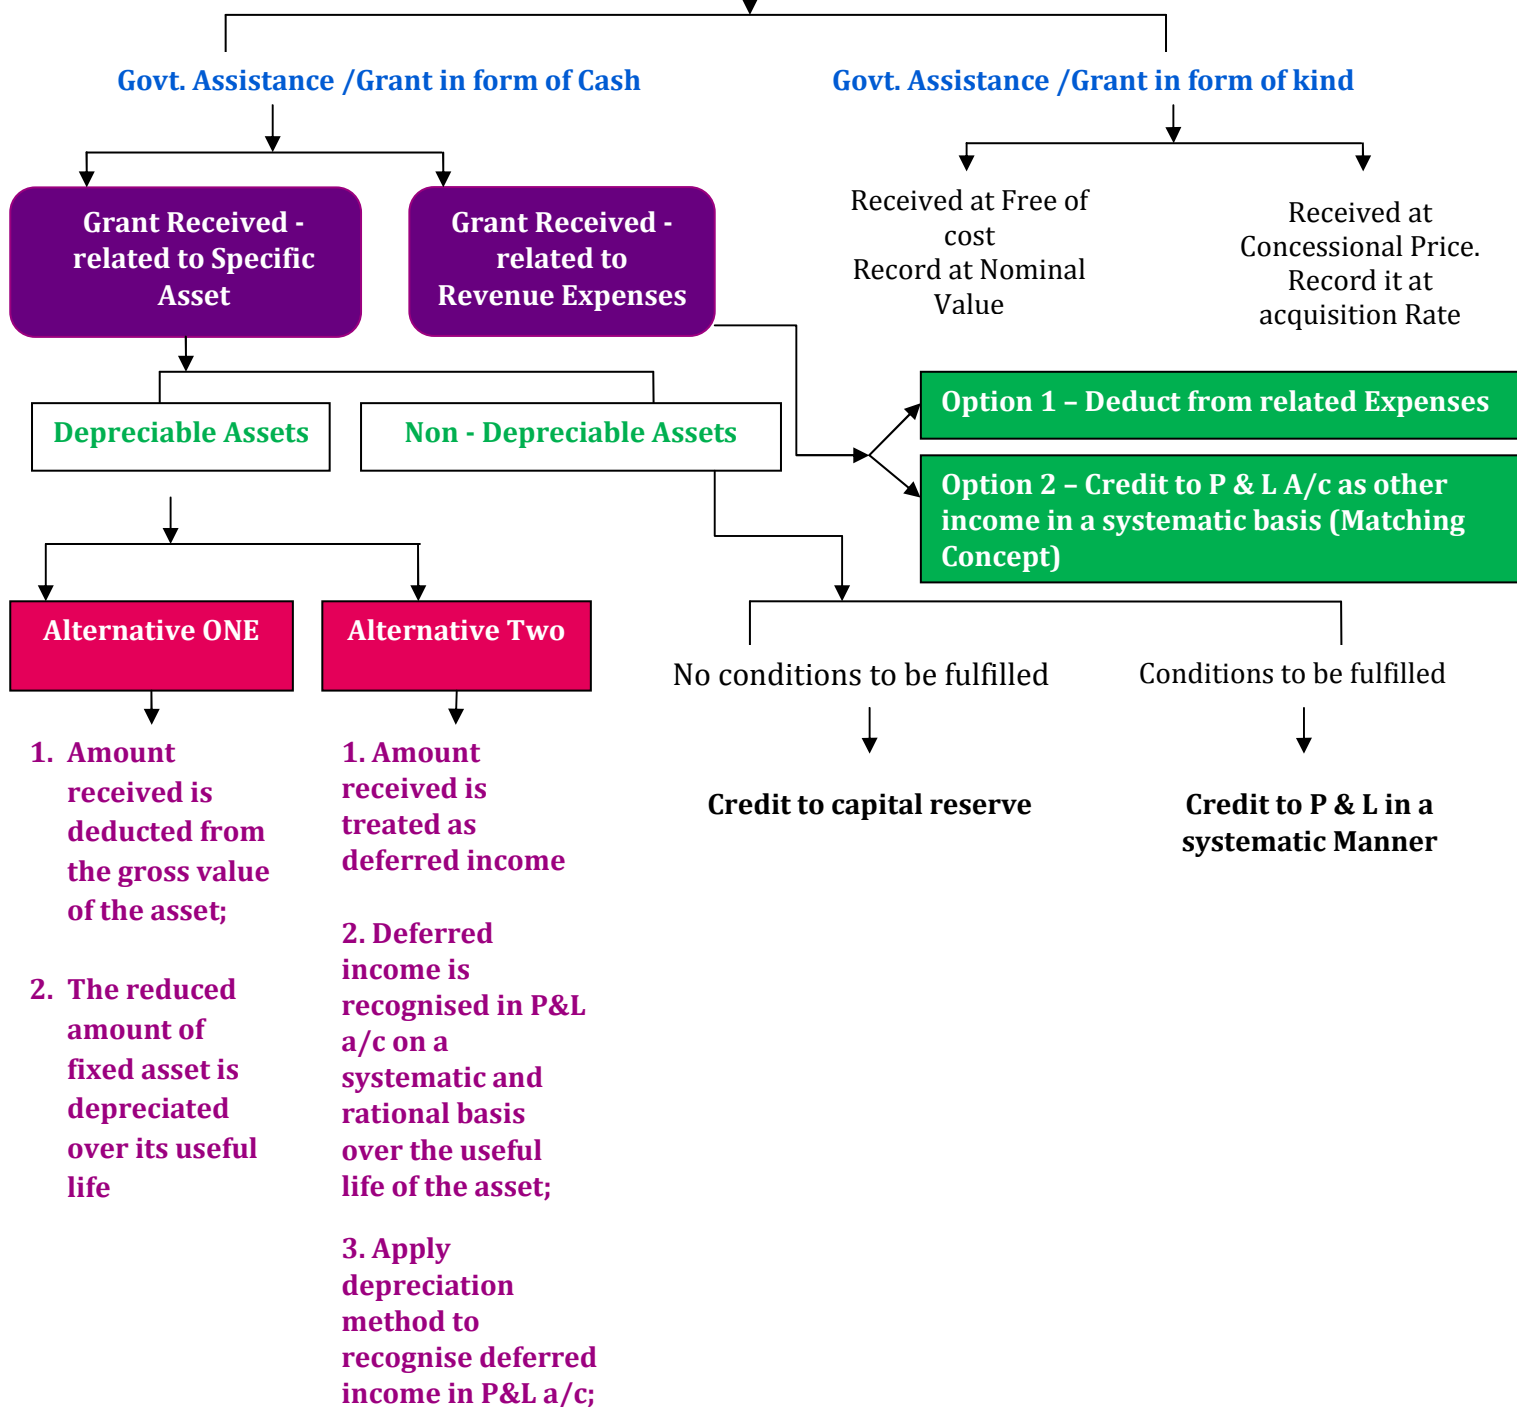 Govt. Assistance /Grant in form of Cash
Govt. Assistance /Grant in form of kind
Grant Received -
related to Specific
Asset
Grant Received -
related to
Revenue Expenses
Received at Free of
cost
Record at Nominal
Value
Received at
Concessional Price.
Record it at
acquisition Rate
Depreciable Assets
Non - Depreciable Assets
Option 1 – Deduct from related Expenses
Option 2 – Credit to P & L A/c as other
income in a systematic basis (Matching
Concept)
Alternative ONE
Alternative Two
No conditions to be fulfilled
Conditions to be fulfilled
1. Amount
received is
deducted from
the gross value
of the asset;
2. The reduced
amount of
fixed asset is
depreciated
over its useful
life
1. Amount
received is
treated as
deferred income
2. Deferred
income is
recognised in P&L
a/c on a
systematic and
rational basis
over the useful
life of the asset;
3. Apply
depreciation
method to
recognise deferred
income in P&L a/c;
Credit to capital reserve
Credit to P & L in a
systematic Manner